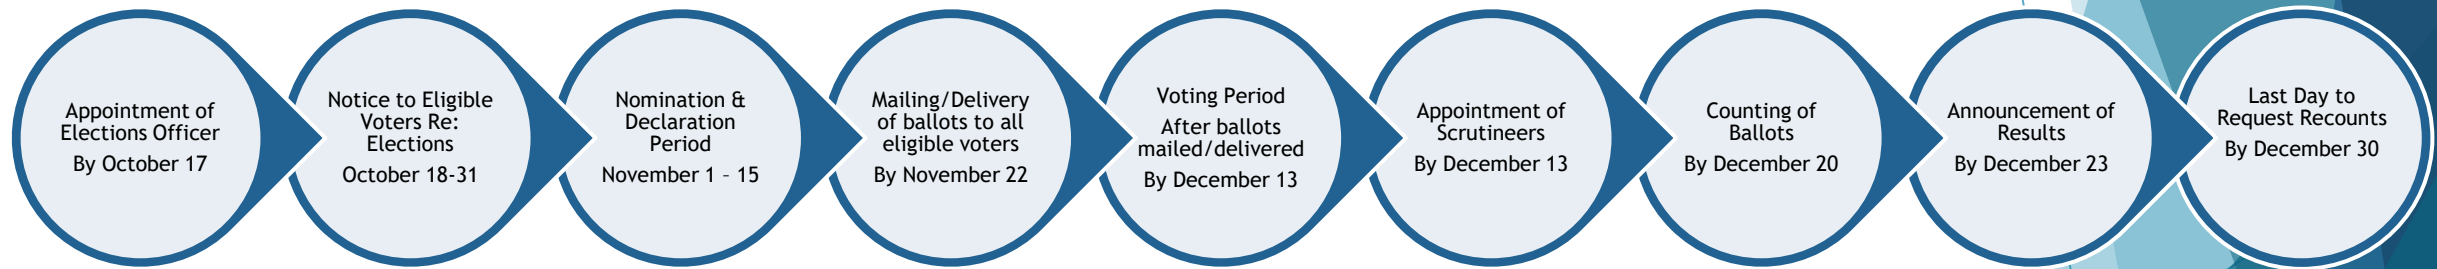 Appointment of
Elections Officer
By October 17
Notice to Eligible
Voters Re:
Elections
October 18-31
Nomination &
Declaration
Period
November 1 – 15
Mailing/Delivery
of ballots to all
eligible voters
By November 22
Voting Period
After ballots
mailed/delivered
By December 13
Appointment of
Scrutineers
By December 13
Counting of
Ballots
By December 20
Announcement of
Results
By December 23
Last Day to
Request Recounts
By December 30